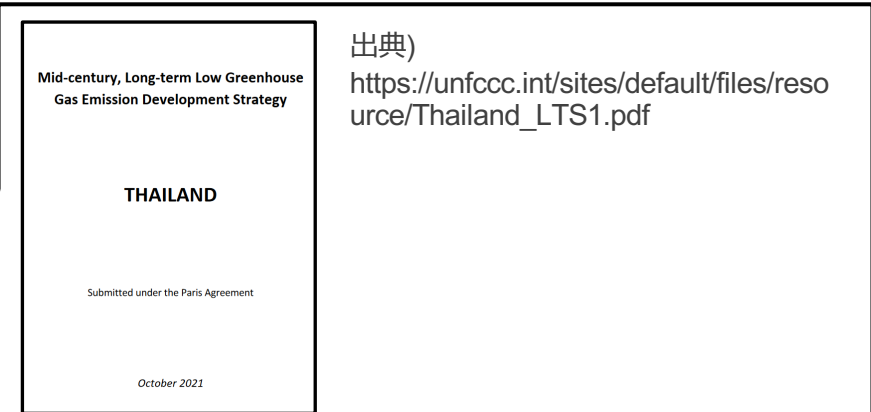 Mid-century, Long-term Low Greenhouse
Gas Emission Development Strategy
THAILAND
Submitted under the Paris Agreement
October 2021
出典)
https://unfccc.int/sites/default/files/reso
urce/Thailand_LTS1.pdf